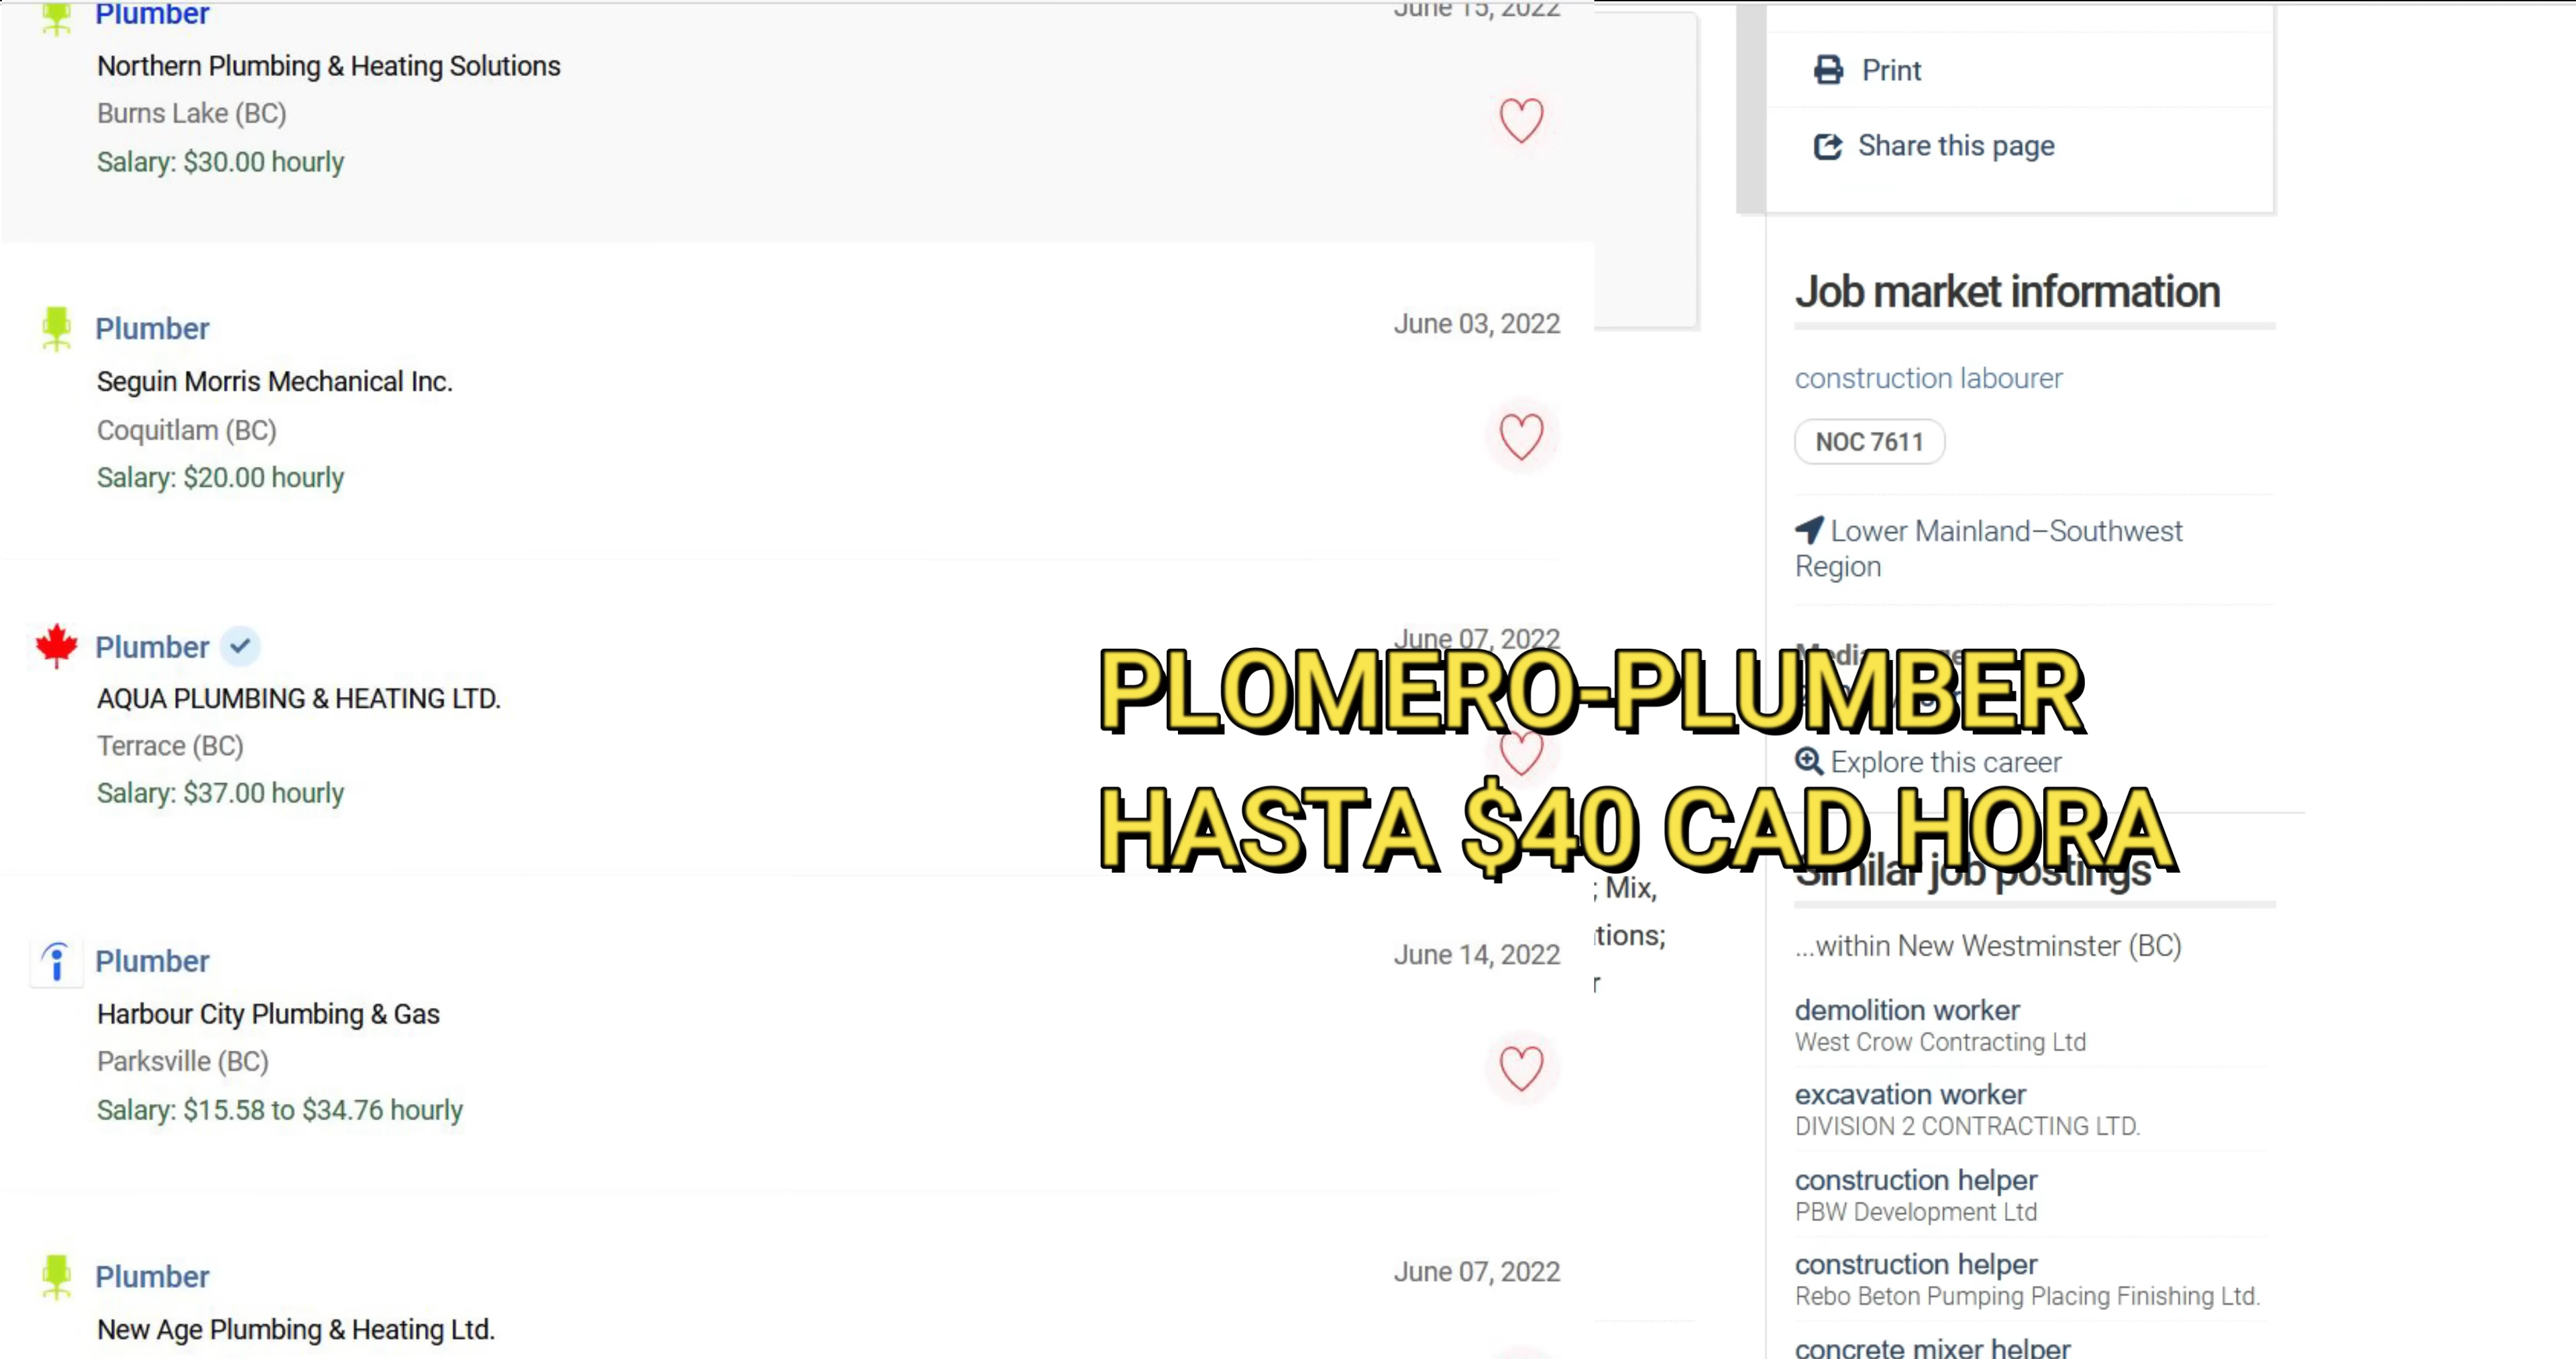 Plumber
June 15, 2022
Northern Plumbing & Heating Solutions
Burns Lake (BC)
Salary: $30.00 hourly
Plumber
June 03, 2022
Seguin Morris Mechanical Inc.
Coquitlam (BC)
Salary: $20.00 hourly
Plumber
June 07, 2022
AQUA PLUMBING & HEATING LTD.
Terrace (BC)
Salary: $37.00 hourly
Plumber
June 14, 2022
Harbour City Plumbing & Gas
Parksville (BC)
Salary: $15.58 to $34.76 hourly
Plumber
June 07, 2022
New Age Plumbing & Heating Ltd.
PLOMERO-PLUMBER
HASTA $40 CAD HORA
; Mix,
tions;
r
Print
Share this page
Job market information
construction labourer
NOC 7611
Lower Mainland–Southwest
Region
Explore this career
Similar job postings
...within New Westminster (BC)
demolition worker
West Crow Contracting Ltd
excavation worker
DIVISION 2 CONTRACTING LTD.
construction helper
PBW Development Ltd
construction helper
Rebo Beton Pumping Placing Finishing Ltd.
concrete mixer helper